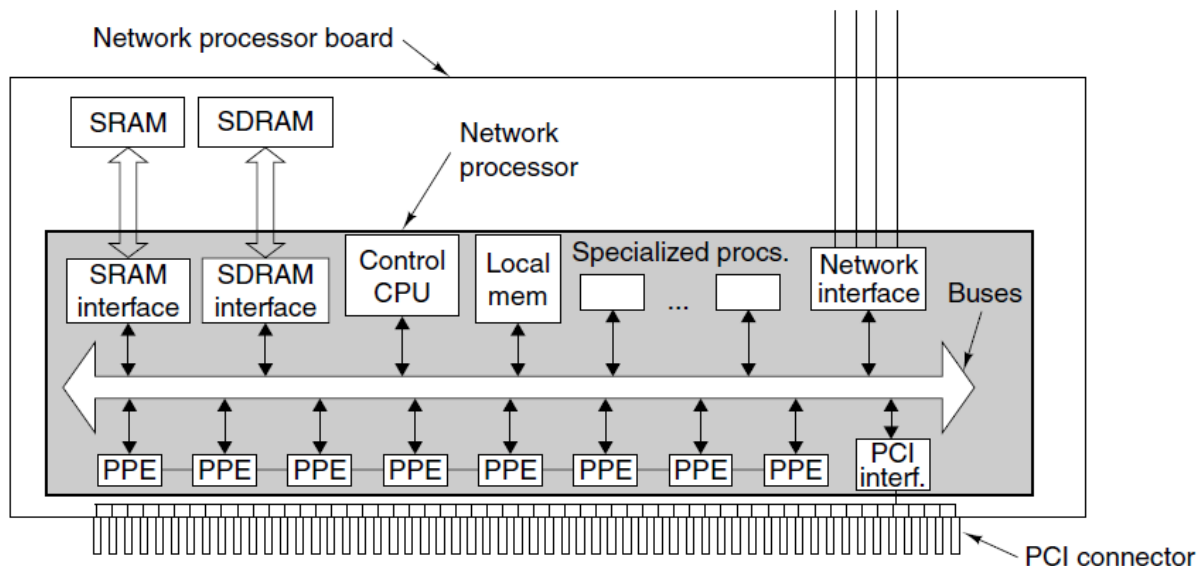 Network processor board
SRAM
SDRAM
Network
processor
SRAM
interface
SDRAM
interface
Control
CPU
Local
mem
Specialized procs.
...
Network
interface
Buses
PPE
PPE
PPE
PPE
PPE
PPE
PPE
PPE
PCI
interf.
PCI connector